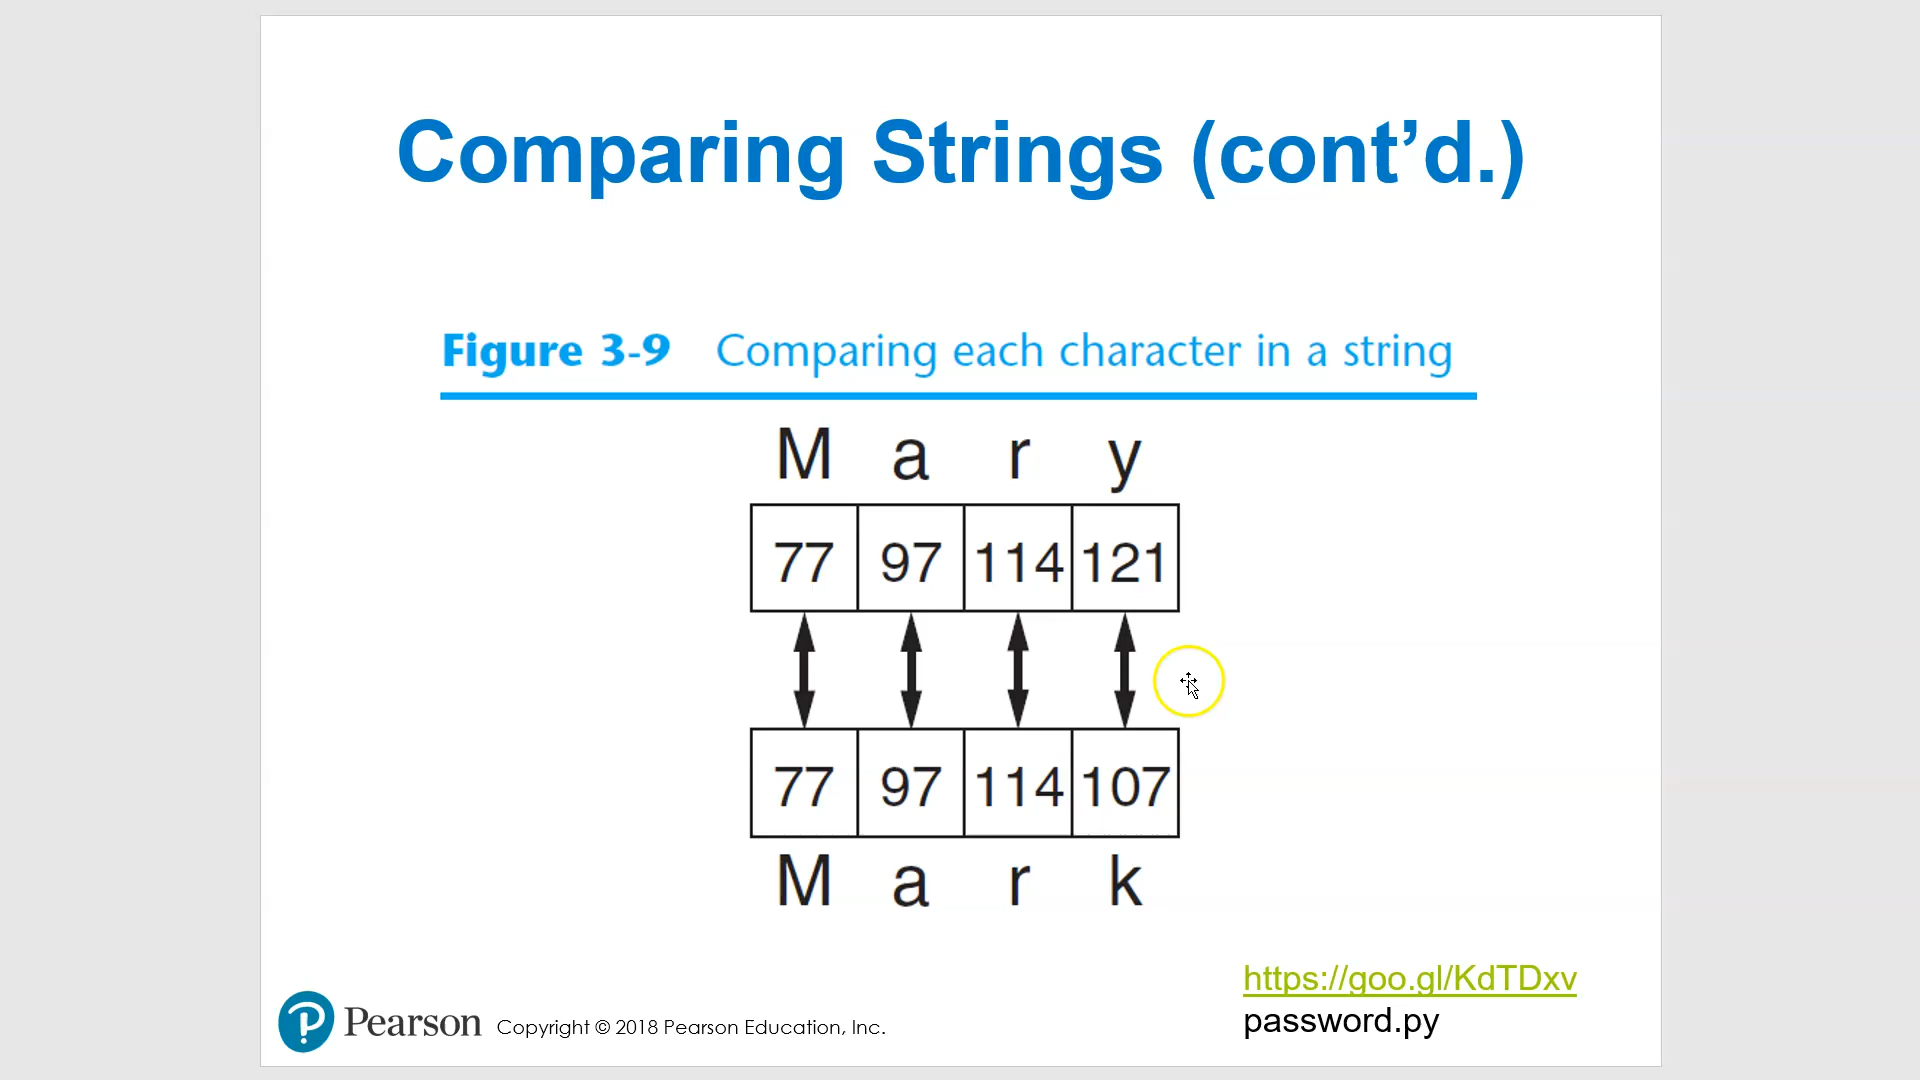 Comparing Strings (cont’d.)
Figure 3-9 Comparing each character in a string
M a r y
77 97 114 121
77 97 114 107
M a r k
https://goo.gl/KdTDxv
password.py
Pearson Copyright © 2018 Pearson Education, Inc.